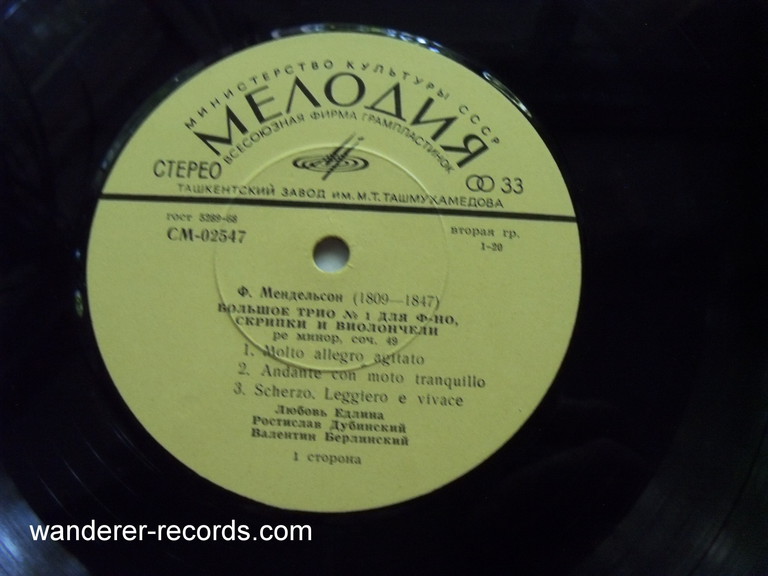 МИНИСТЕРСТВО КУЛЬТУРЫ СССР
МЕЛОДИЯ
ВСЕСОЮЗНАЯ ФИРМА ГРАМПЛАСТИНОК
СТЕРЕО
33
ТАШКЕНТСКИЙ ЗАВОД ИМ. М.Т. ТАШМУХАМЕДОВА
гост 5289-68
СМ-02547
вторая гр.
1-20
Ф. Мендельсон (1809—1847)
БОЛЬШОЕ ТРИО № 1 ДЛЯ Ф-НО,
СКРИПКИ И ВИОЛОНЧЕЛИ
ре минор, соч. 49
1. Molto allegro agitato
2. Andante con moto tranquillo
3. Scherzo. Leggiero e vivace
Любовь Едлина
Ростислав Дубинский
Валентин Берлинский
1 сторона
wanderer-records.com